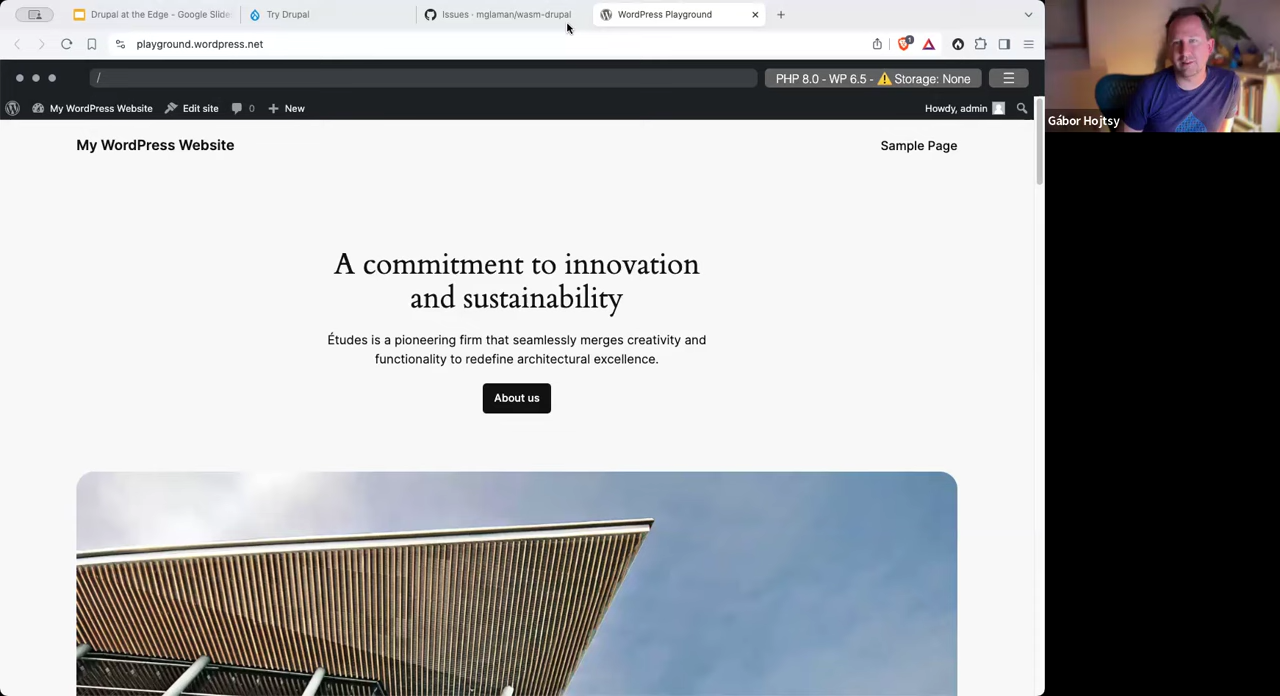 Drupal at the Edge - Google Slide
Try Drupal
Issues · mglaman/wasm-drupal
WordPress Playground
playground.wordpress.net
1
/
PHP 8.0 - WP 6.5 - ⚠️ Storage: None
My WordPress Website
Edit site
0
New
Howdy, admin
My WordPress Website
Sample Page
A commitment to innovation
and sustainability
Études is a pioneering firm that seamlessly merges creativity and
functionality to redefine architectural excellence.
About us
Gábor Hojtsy